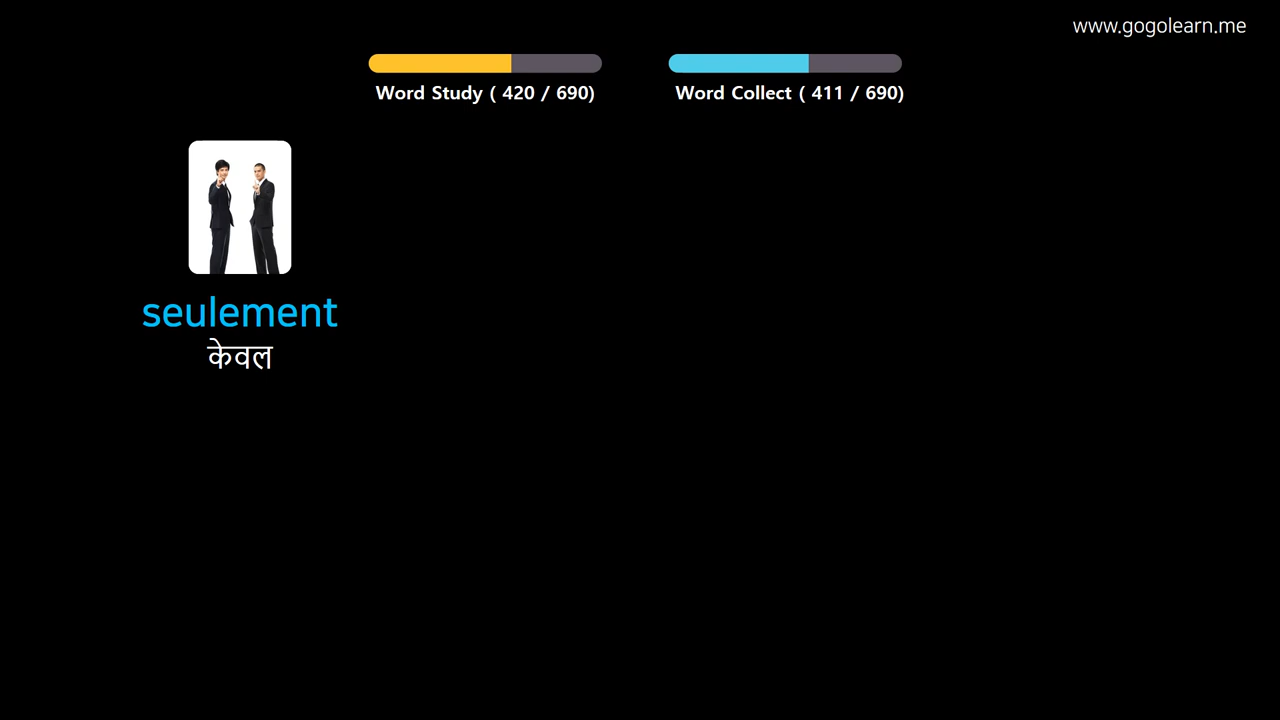 www.gogolearn.me
Word Study ( 420 / 690)
Word Collect ( 411 / 690)
seulement
केवल